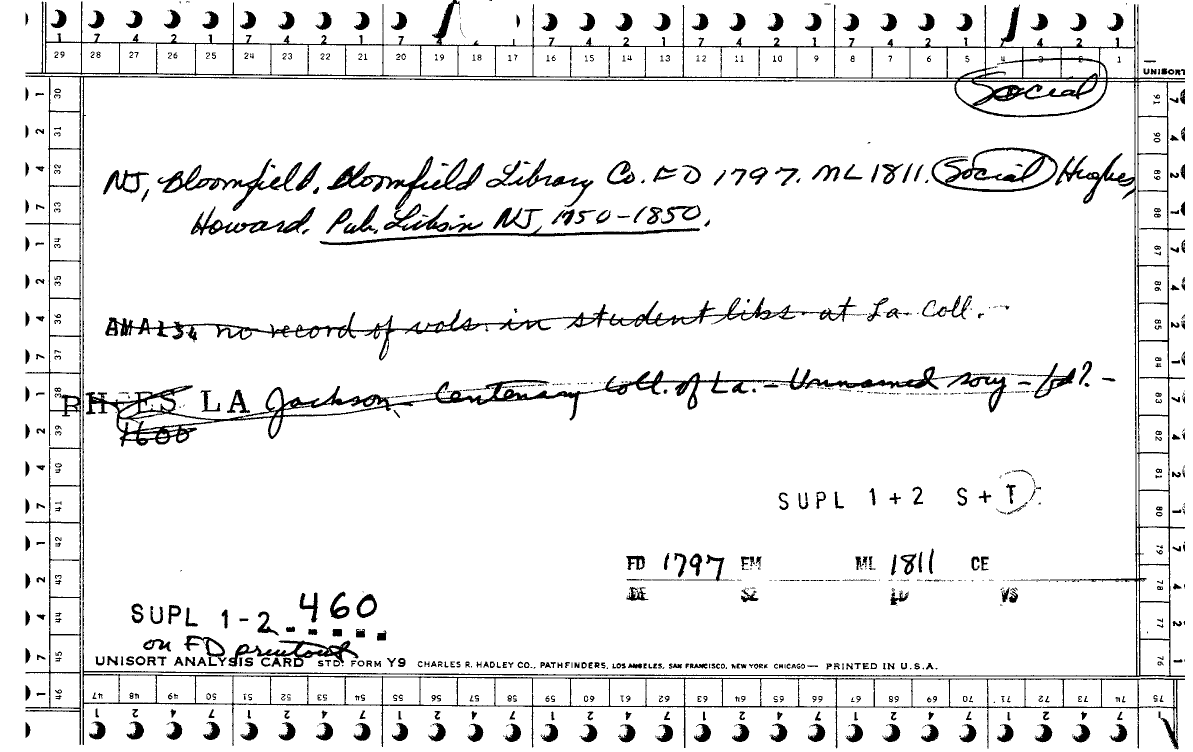 1 7 4 2 1 7 4 2 1 7 4 2 1 7 4 2 1 7 4 2 1 7 4 2 1
29 28 27 26 25 24 23 22 21 20 19 18 17 16 15 14 13 12 11 10 9 8 7 6 5 4 3 2 1
UNISORT
Social
NJ, Bloomfield. Bloomfield Library Co. FD 1797. ML 1811. Social Hughes,
Howard. Pub. Libs in NJ, 1750-1850.
no record of vols. in student libs. at La. Coll.
LA Jackson - Centenary Coll. of La. - Unnamed socy - fd? -
1600
SUPL 1+2 S+T
FD 1797 EM ML 1811 CE
SZ LD VS
SUPL 1-2 460
on FD printout
UNISORT ANALYSIS CARD STD. FORM Y9 CHARLES R. HADLEY CO., PATHFINDERS, LOS ANGELES, SAN FRANCISCO, NEW YORK CHICAGO — PRINTED IN U.S.A.
30 31 32 33 34 35 36 37 38 39 40 41 42 43 44 45 46
47 48 49 50 51 52 53 54 55 56 57 58 59 60 61 62 63 64 65 66 67 68 69 70 71 72 73 74 75
91 90 89 88 87 86 85 84 83 82 81 80 79 78 77 76